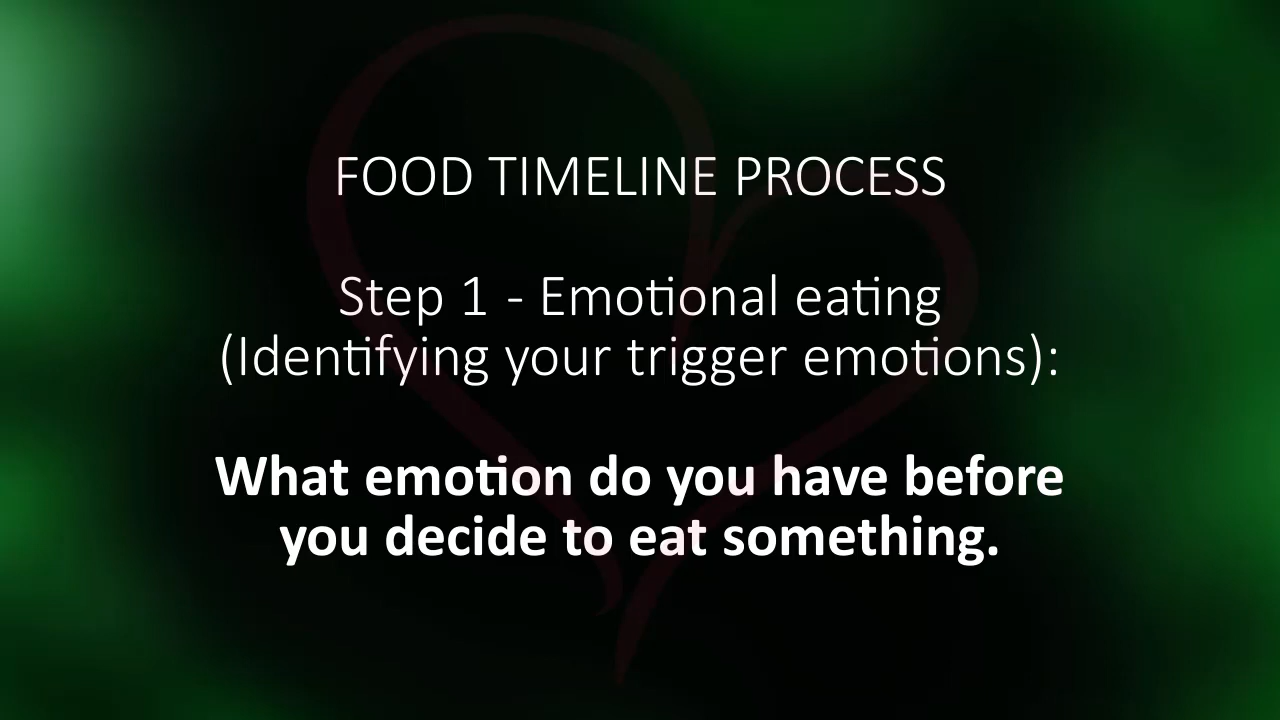 FOOD TIMELINE PROCESS
Step 1 - Emotional eating
(Identifying your trigger emotions):
What emotion do you have before
you decide to eat something.